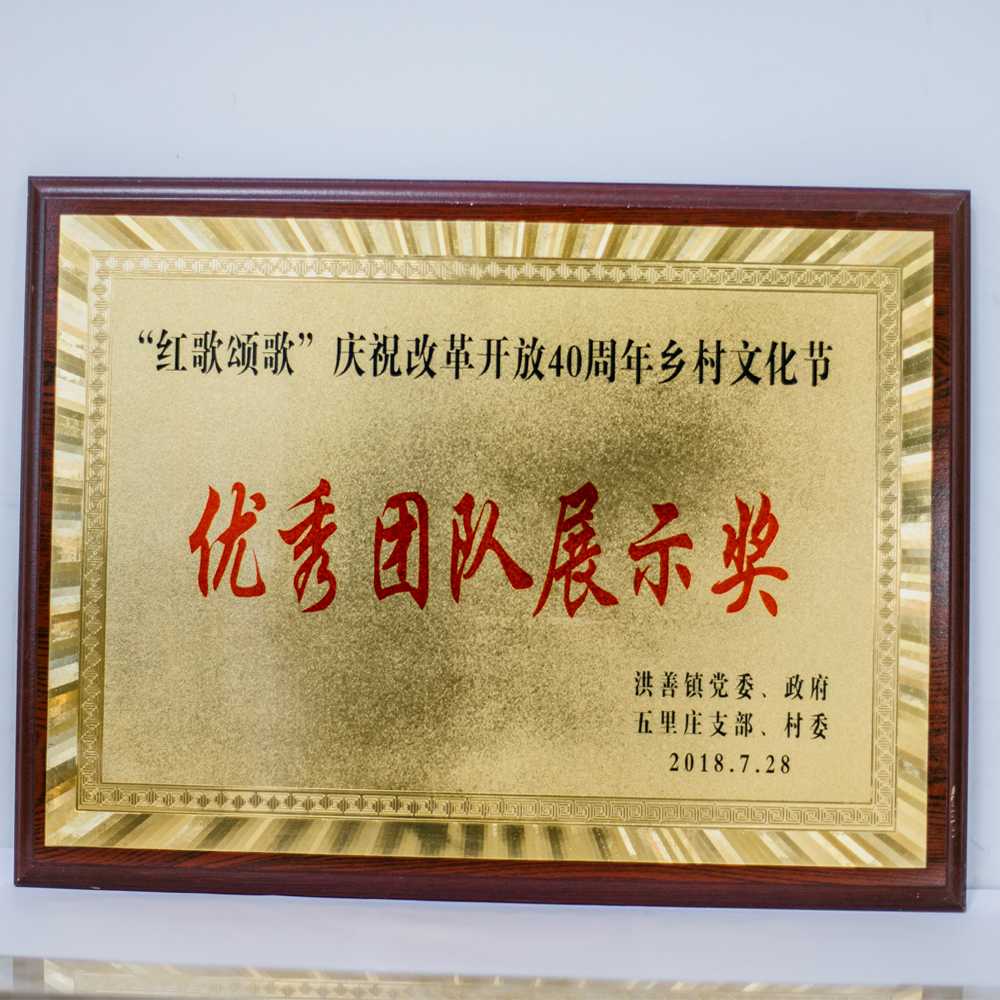 “红歌颂歌”庆祝改革开放40周年乡村文化节
优秀团队展示奖
洪善镇党委、政府
五里庄支部、村委
2018.7.28